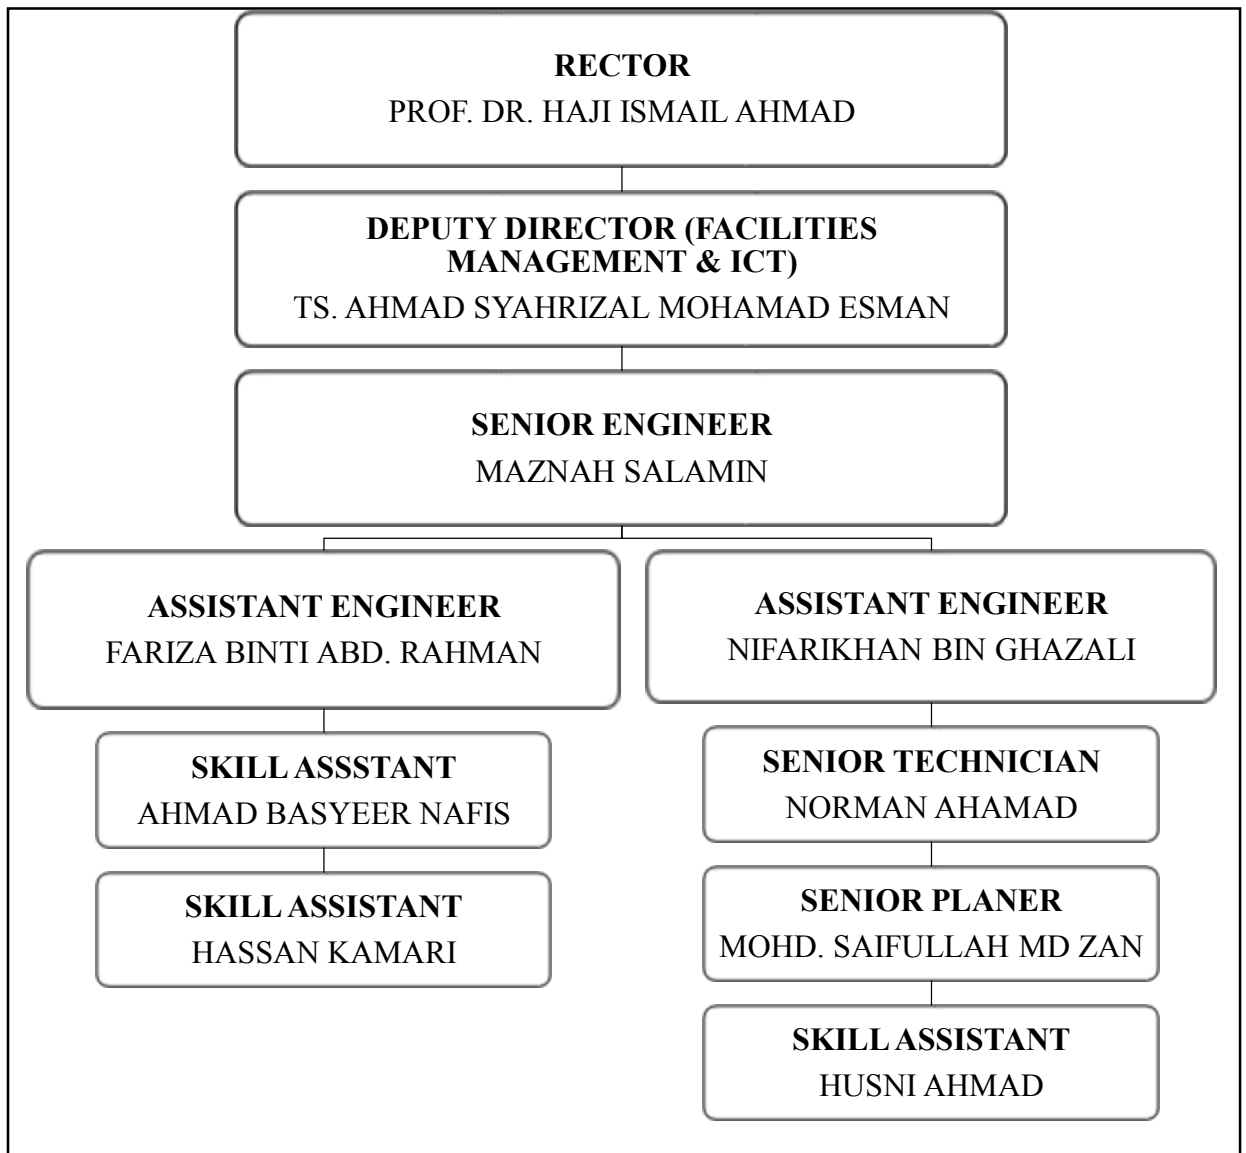 RECTOR
PROF. DR. HAJI ISMAIL AHMAD
DEPUTY DIRECTOR (FACILITIES
MANAGEMENT & ICT)
TS. AHMAD SYAHRIZAL MOHAMAD ESMAN
SENIOR ENGINEER
MAZNAH SALAMIN
ASSISTANT ENGINEER
FARIZA BINTI ABD. RAHMAN
SKILL ASSSTANT
AHMAD BASYEER NAFIS
SKILL ASSISTANT
HASSAN KAMARI
ASSISTANT ENGINEER
NIFARIKHAN BIN GHAZALI
SENIOR TECHNICIAN
NORMAN AHAMAD
SENIOR PLANER
MOHD. SAIFULLAH MD ZAN
SKILL ASSISTANT
HUSNI AHMAD